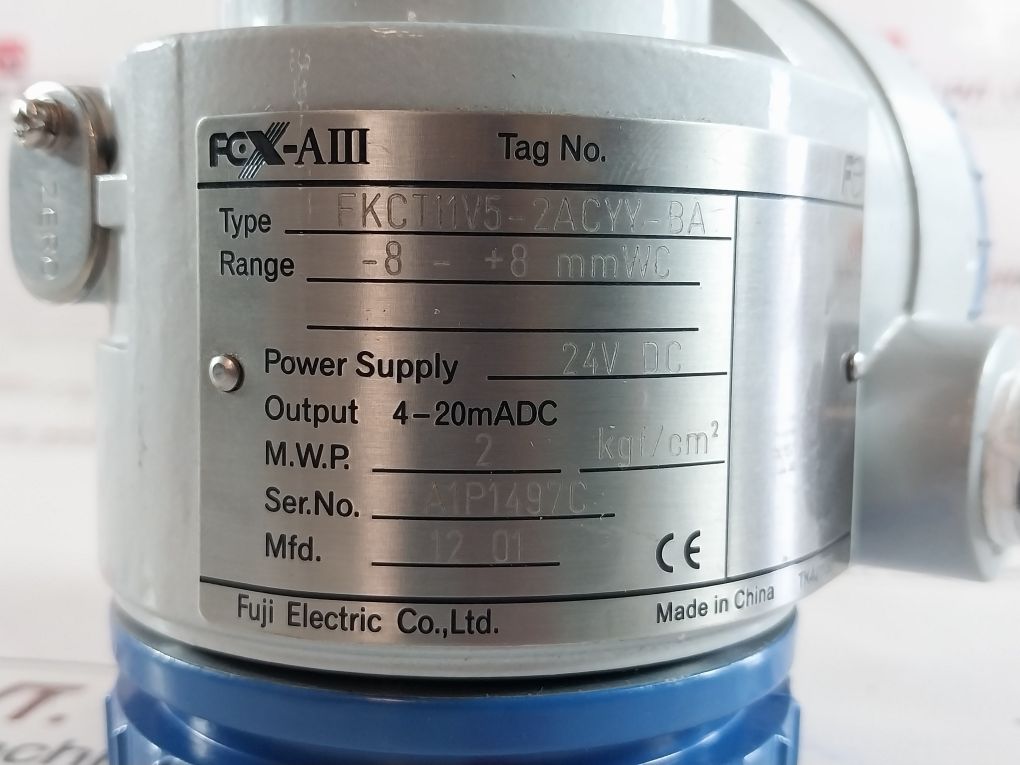 FCX-AIII Tag No.
Type FKCT11V5-2ACYY-BA
Range -8 - +8 mmWC
Power Supply 24V DC
Output 4-20mADC
M.W.P. 2 kgf/cm²
Ser.No. A1P1497C
Mfd. 12 01
CE
Fuji Electric Co.,Ltd. Made in China
ZERO